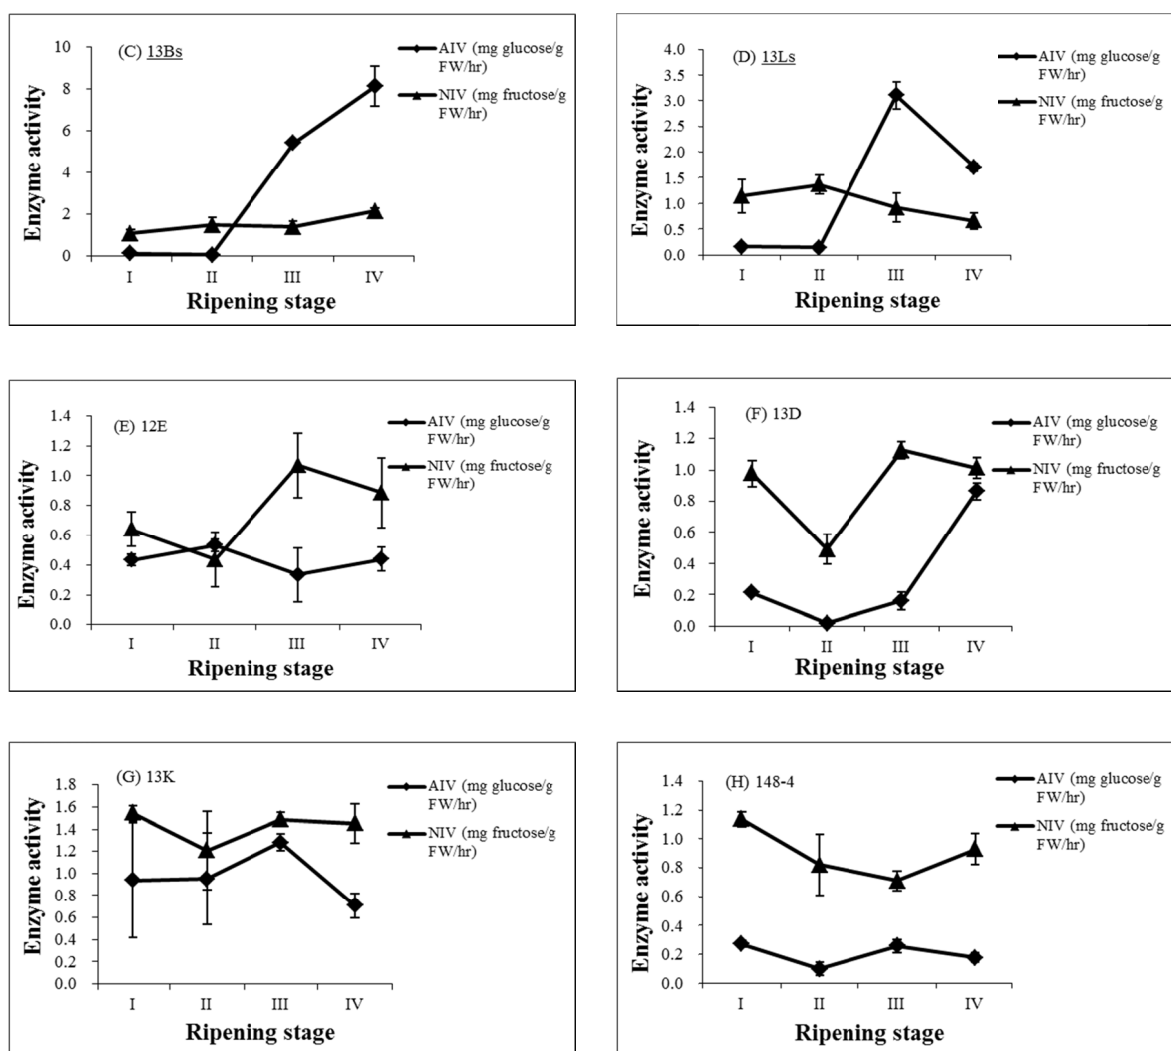 (C) 13Bs
AIV (mg glucose/g
FW/hr)
NIV (mg fructose/g
FW/hr)
Enzyme activity
10
8
6
4
2
0
I II III IV
Ripening stage
(D) 13Ls
AIV (mg glucose/g
FW/hr)
NIV (mg fructose/g
FW/hr)
Enzyme activity
4.0
3.5
3.0
2.5
2.0
1.5
1.0
0.5
0.0
I II III IV
Ripening stage
(E) 12E
AIV (mg glucose/g
FW/hr)
NIV (mg fructose/g
FW/hr)
Enzyme activity
1.4
1.2
1.0
0.8
0.6
0.4
0.2
0.0
I II III IV
Ripening stage
(F) 13D
AIV (mg glucose/g
FW/hr)
NIV (mg fructose/g
FW/hr)
Enzyme activity
1.4
1.2
1.0
0.8
0.6
0.4
0.2
0.0
I II III IV
Ripening stage
(G) 13K
AIV (mg glucose/g
FW/hr)
NIV (mg fructose/g
FW/hr)
Enzyme activity
1.8
1.6
1.4
1.2
1.0
0.8
0.6
0.4
0.2
0.0
I II III IV
Ripening stage
(H) 148-4
AIV (mg glucose/g
FW/hr)
NIV (mg fructose/g
FW/hr)
Enzyme activity
1.4
1.2
1.0
0.8
0.6
0.4
0.2
0.0
I II III IV
Ripening stage